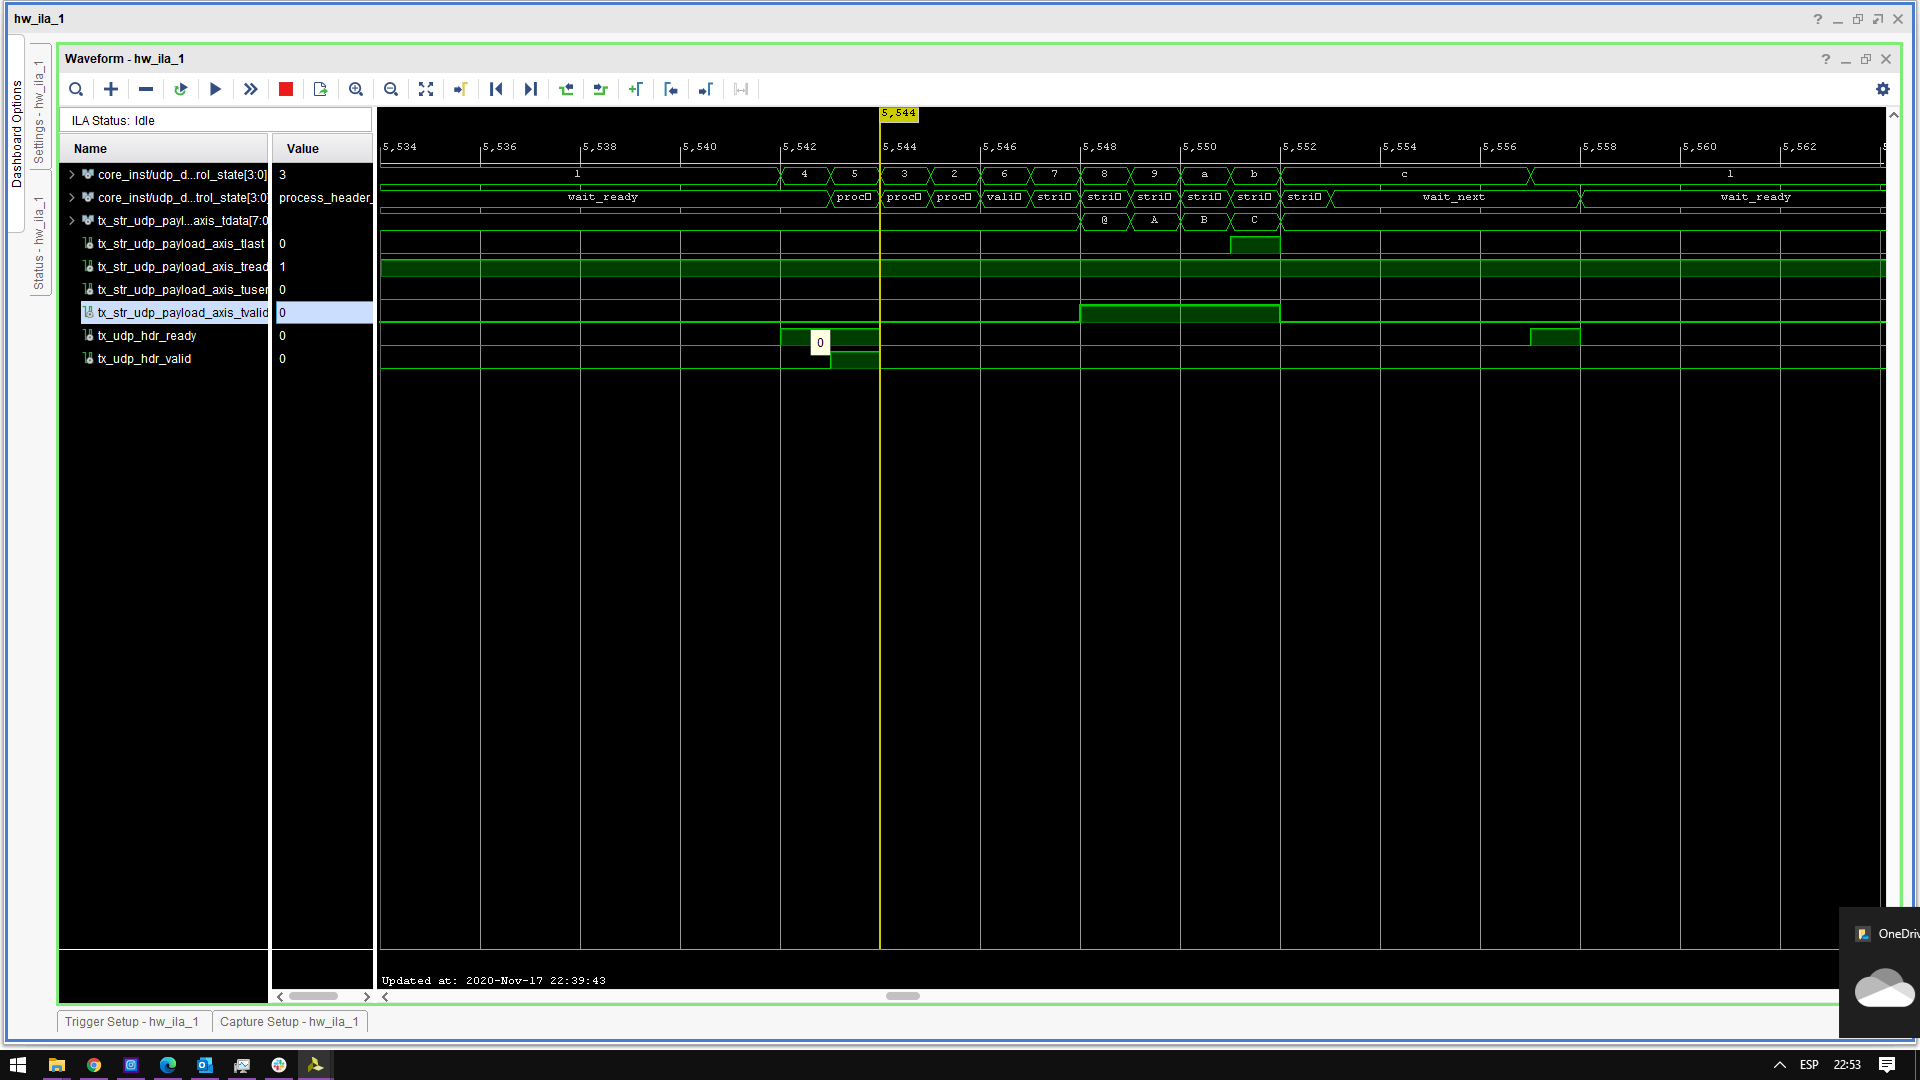 hw_ila_1
Dashboard Options
Settings - hw_ila_1
Status - hw_ila_1
Waveform - hw_ila_1
ILA Status: Idle
Name Value
5,544
5,534 5,536 5,538 5,540 5,542 5,544 5,546 5,548 5,550 5,552 5,554 5,556 5,558 5,560 5,562
core_inst/udp_d...rol_state[3:0] 3 1 4 5 3 2 6 7 8 9 a b c 1
core_inst/udp_d...trol_state[3:0] process_header_ wait_ready proc□ proc□ proc□ vali□ stri□ stri□ stri□ stri□ stri□ stri□ wait_next wait_ready
tx_str_udp_payl...axis_tdata[7:0 @ A B C
tx_str_udp_payload_axis_tlast 0
tx_str_udp_payload_axis_tread 1
tx_str_udp_payload_axis_tuser 0
tx_str_udp_payload_axis_tvalid 0
tx_udp_hdr_ready 0 0
tx_udp_hdr_valid 0
Updated at: 2020-Nov-17 22:39:43
Trigger Setup - hw_ila_1 Capture Setup - hw_ila_1
OneDriv
ESP 22:53